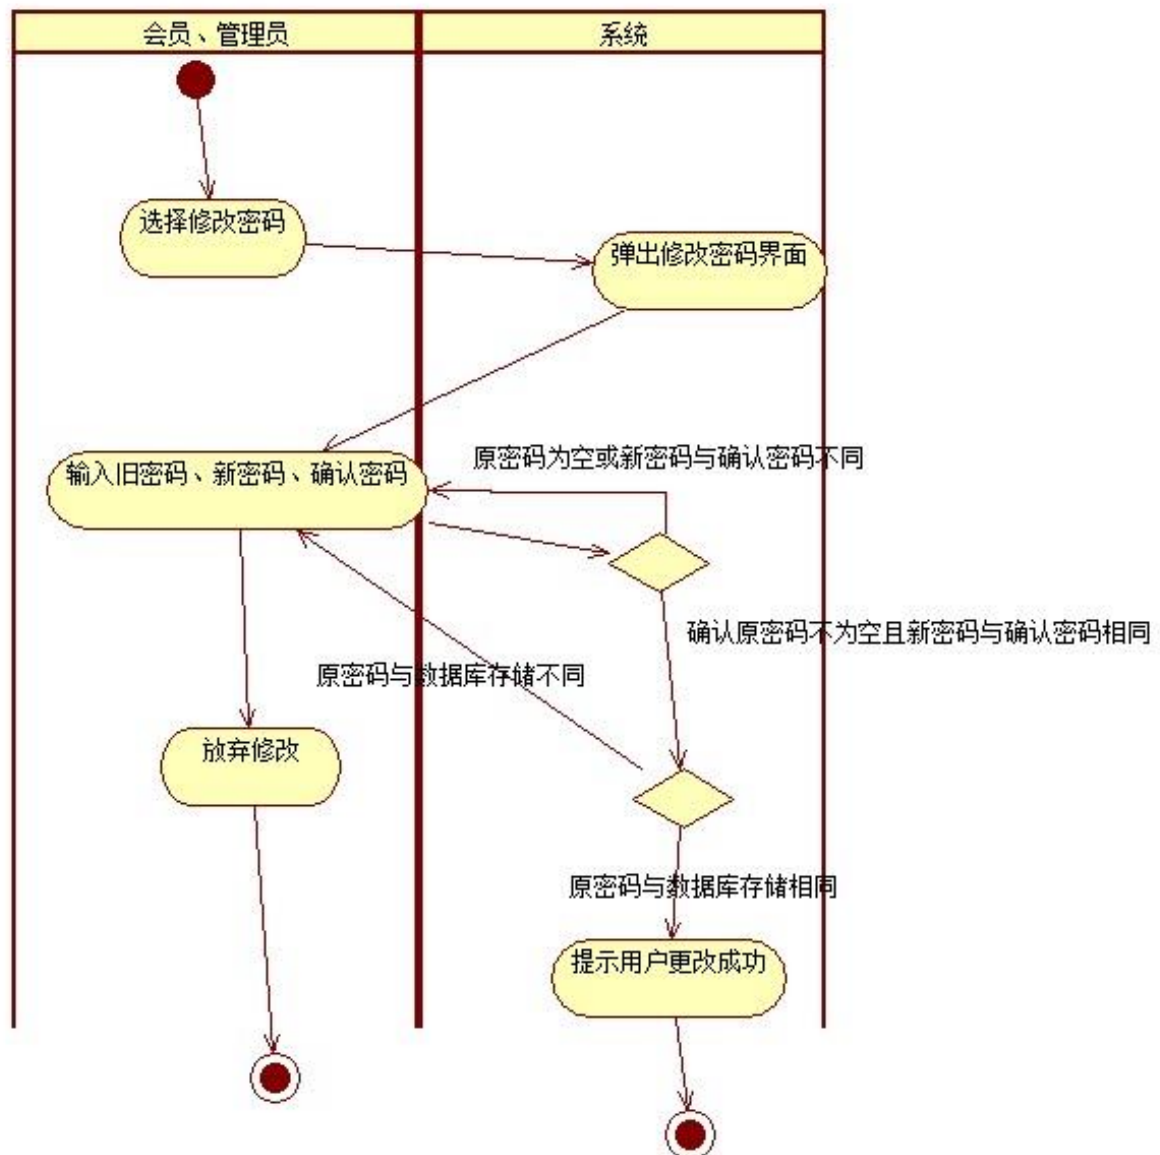 会员、管理员
系统
选择修改密码
弹出修改密码界面
输入旧密码、新密码、确认密码
原密码为空或新密码与确认密码不同
确认原密码不为空且新密码与确认密码相同
原密码与数据库存储不同
放弃修改
原密码与数据库存储相同
提示用户更改成功